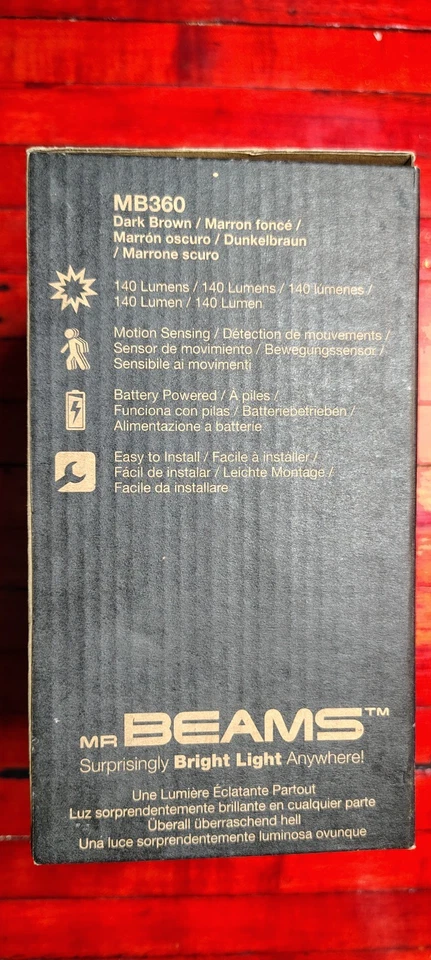 MB360
Dark Brown / Marron foncé /
Marrón oscuro / Dunkelbraun
/ Marrone scuro
140 Lumens / 140 Lumens / 140 lúmenes /
140 Lumen / 140 Lumen
Motion Sensing / Détection de mouvements /
Sensor de movimiento / Bewegungssensor /
Sensibile ai movimenti
Battery Powered / À piles /
Funciona con pilas / Batteriebetrieben /
Alimentazione a batterie
Easy to Install / Facile à installer /
Fácil de instalar / Leichte Montage /
Facile da installare
MR BEAMS™
Surprisingly Bright Light Anywhere!
Une Lumière Éclatante Partout
Luz sorprendentemente brillante en cualquier parte
Überall überraschend hell
Una luce sorprendentemente luminosa ovunque